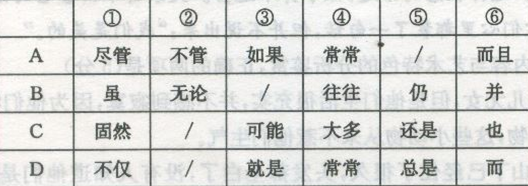 ① ② ③ ④ ⑤ ⑥
A 尽管 不管 如果 常常 / 而且
B 虽 无论 / 往往 仍 并
C 固然 / 可能 大多 还是 也
D 不仅 / 就是 常常 总是 而